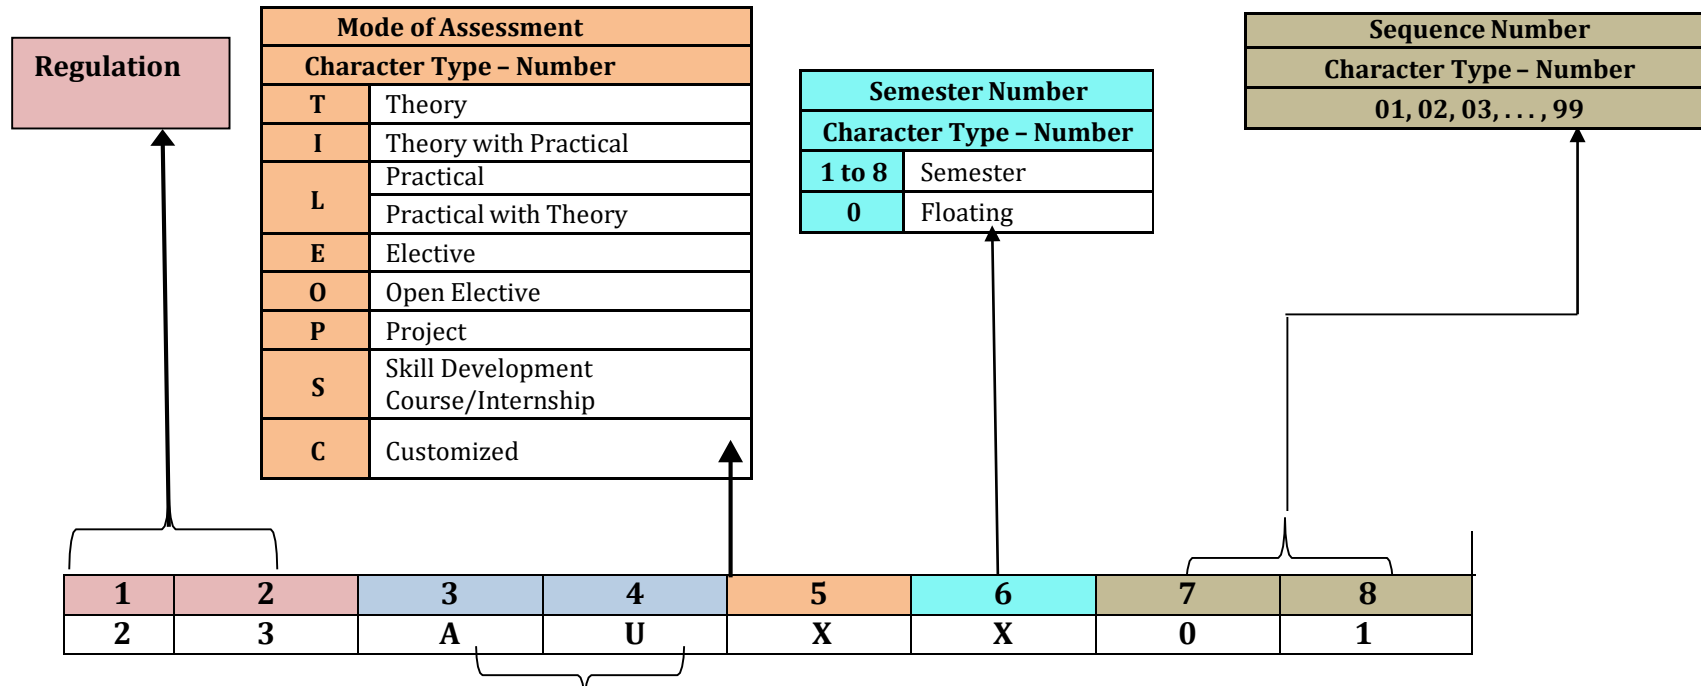 Regulation
Mode of Assessment
Character Type – Number
T Theory
I Theory with Practical
L Practical
Practical with Theory
E Elective
O Open Elective
P Project
S Skill Development
Course/Internship
C Customized
Semester Number
Character Type – Number
1 to 8 Semester
0 Floating
Sequence Number
Character Type – Number
01, 02, 03, . . . , 99
1 2 3 4 5 6 7 8
2 3 A U X X 0 1